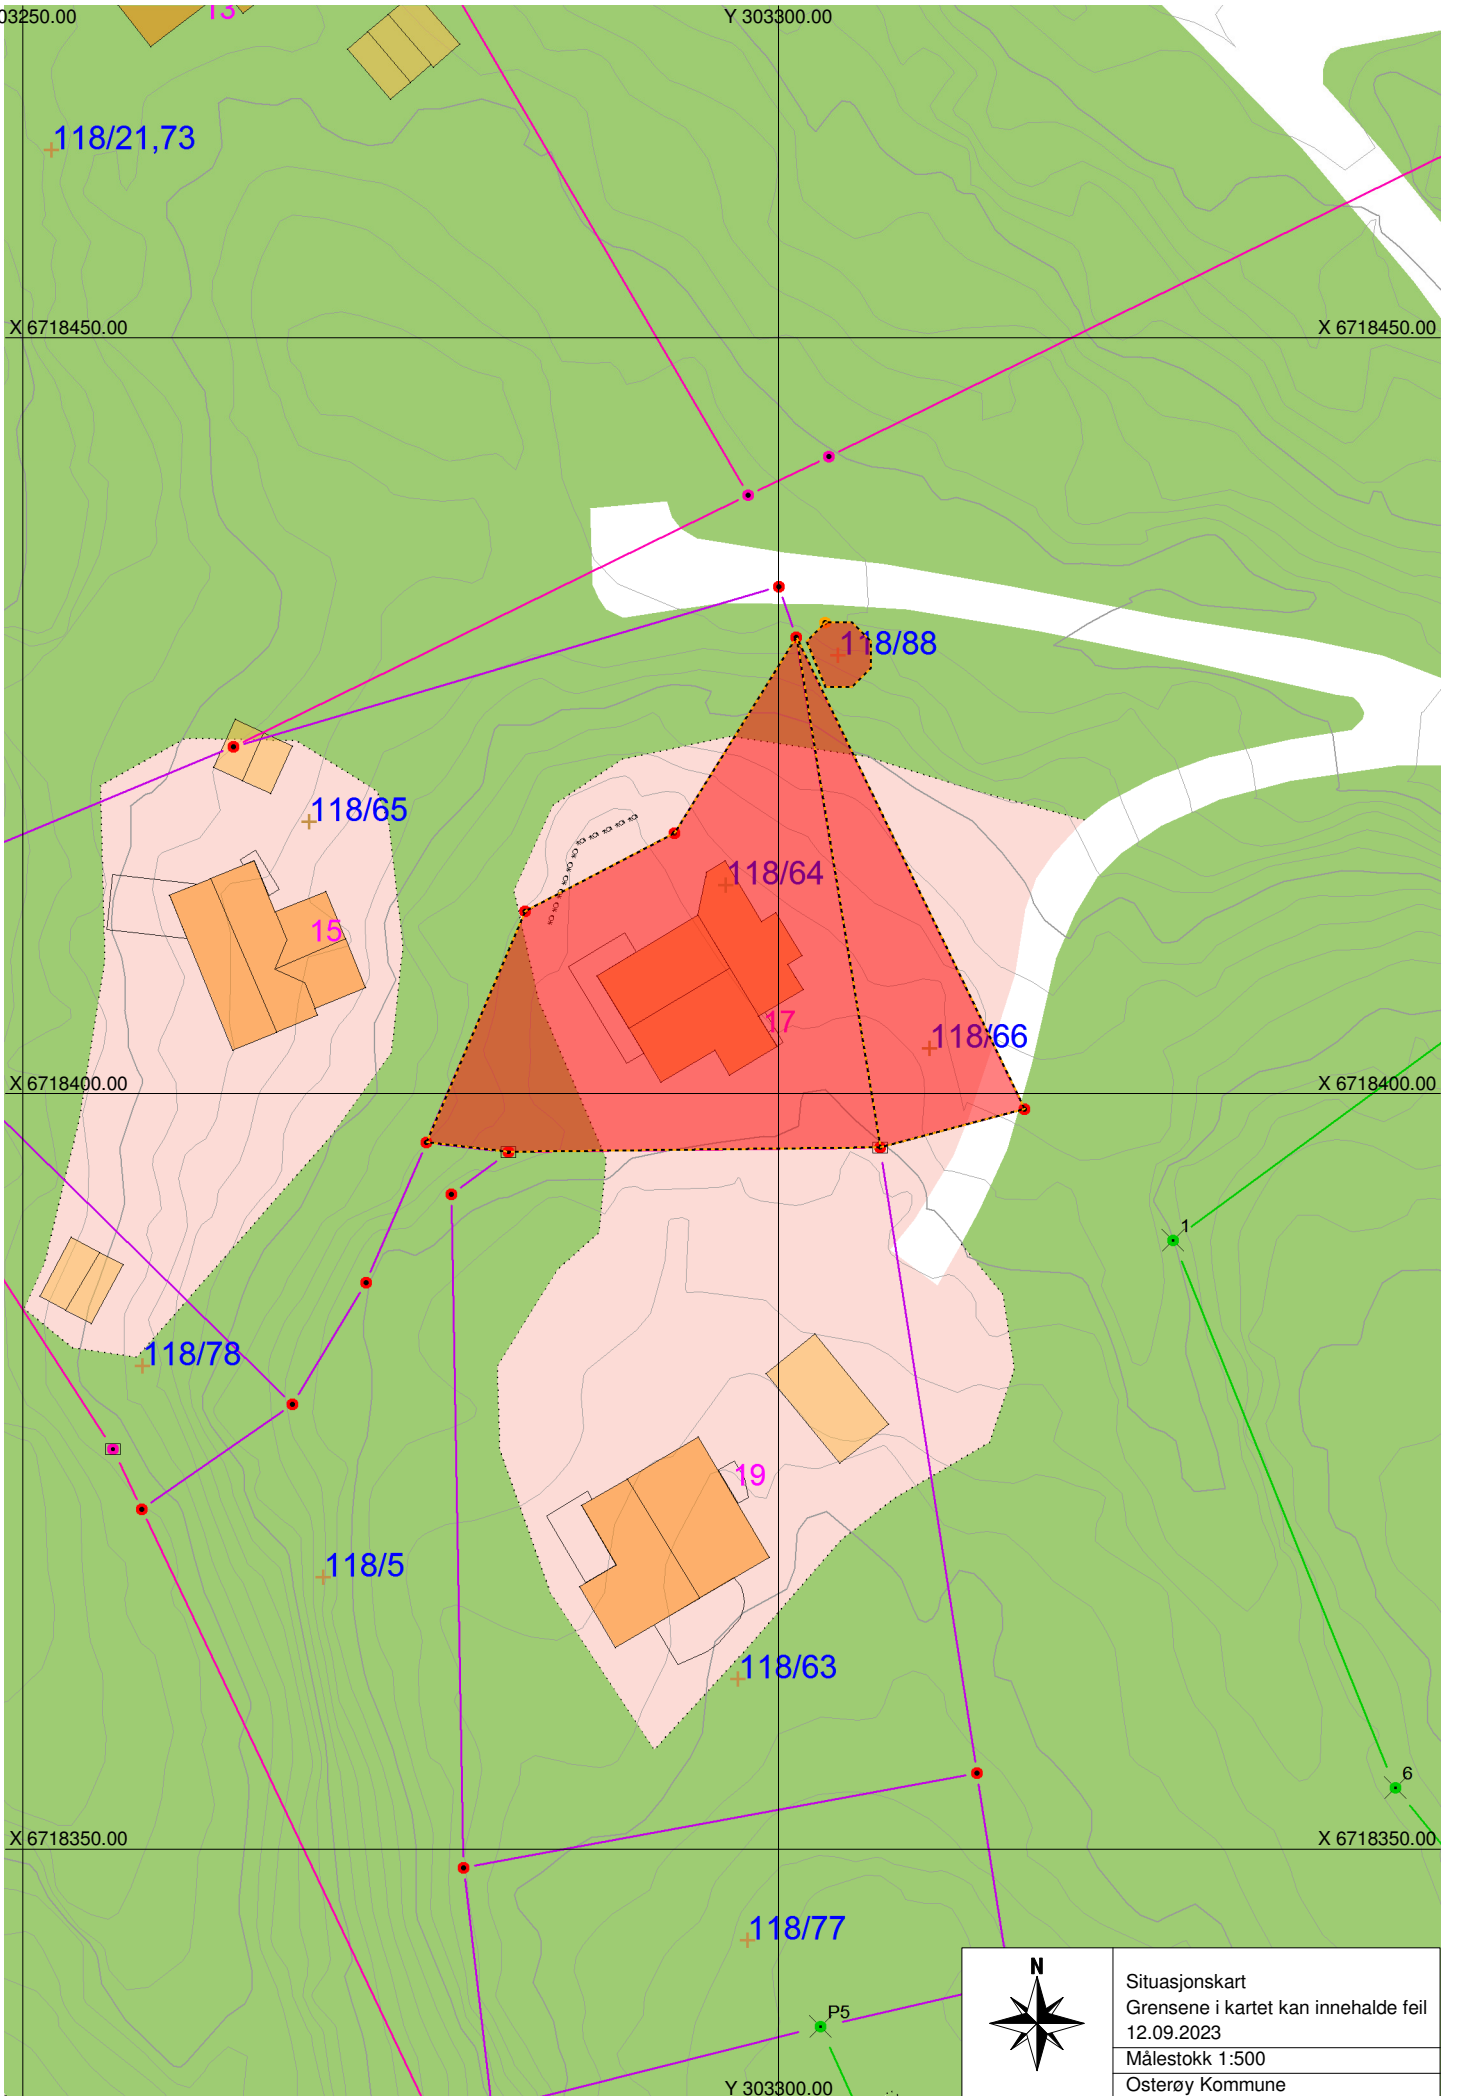 03250.00
13
Y 303300.00
118/21,73
X 6718450.00
X 6718450.00
118/88
118/65
118/64
15
17
118/66
X 6718400.00
X 6718400.00
1
118/78
19
118/5
118/63
6
X 6718350.00
X 6718350.00
118/77
P5
N
Situasjonskart
Grensene i kartet kan innehalde feil
12.09.2023
Målestokk 1:500
Osterøy Kommune
Y 303300.00